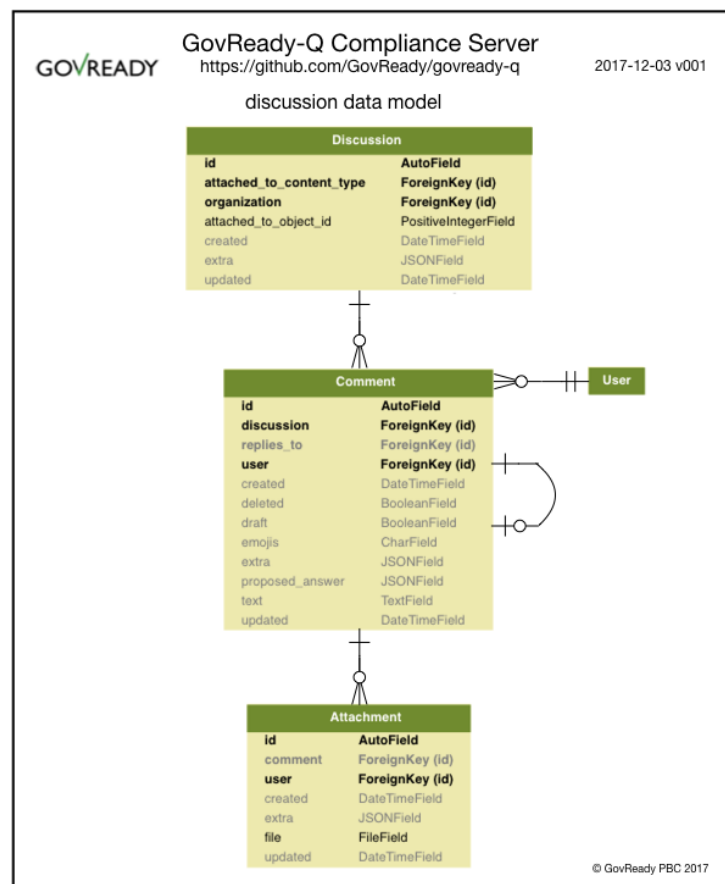 GovReady-Q Compliance Server
GOVREADY
https://github.com/GovReady/govready-q
2017-12-03 v001
discussion data model
Discussion
id AutoField
attached_to_content_type ForeignKey (id)
organization ForeignKey (id)
attached_to_object_id PositiveIntegerField
created DateTimeField
extra JSONField
updated DateTimeField
Comment
User
id AutoField
discussion ForeignKey (id)
replies_to ForeignKey (id)
user ForeignKey (id)
created DateTimeField
deleted BooleanField
draft BooleanField
emojis CharField
extra JSONField
proposed_answer JSONField
text TextField
updated DateTimeField
Attachment
id AutoField
comment ForeignKey (id)
user ForeignKey (id)
created DateTimeField
extra JSONField
file FileField
updated DateTimeField
© GovReady PBC 2017